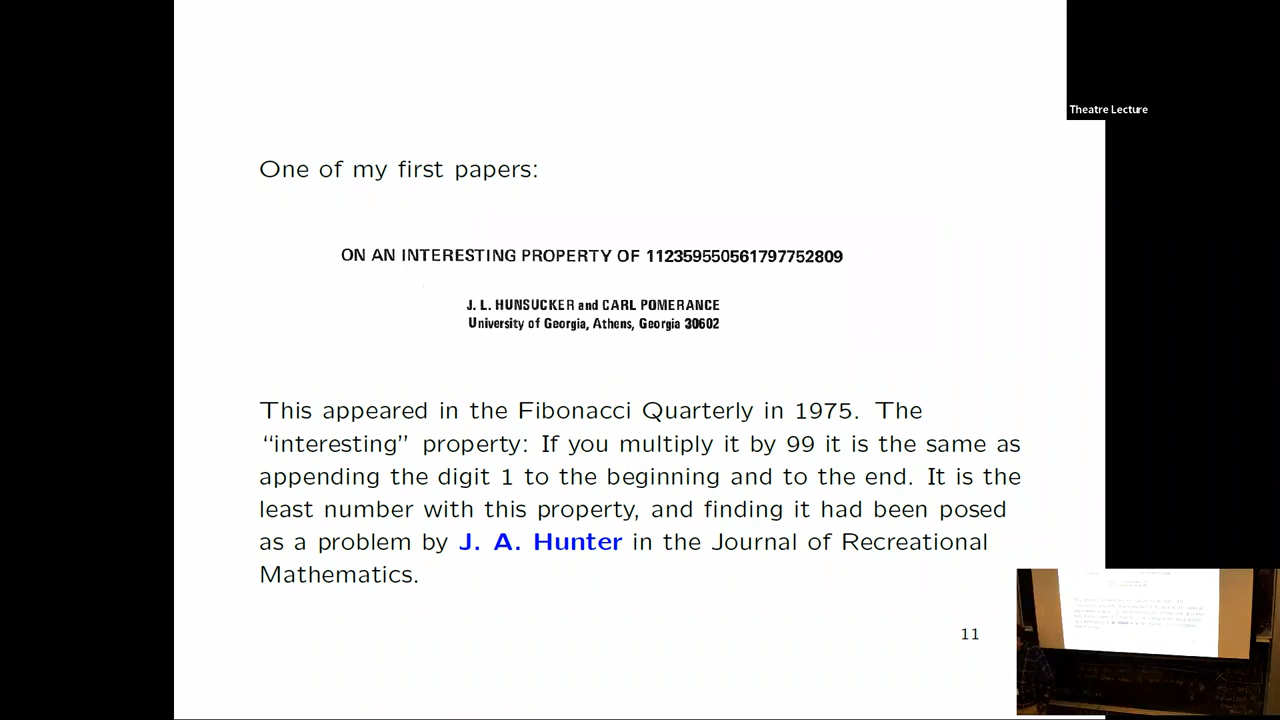 Theatre Lecture
One of my first papers:
ON AN INTERESTING PROPERTY OF 112359550561797752809
J. L. HUNSUCKER and CARL POMERANCE
University of Georgia, Athens, Georgia 30602
This appeared in the Fibonacci Quarterly in 1975. The
“interesting” property: If you multiply it by 99 it is the same as
appending the digit 1 to the beginning and to the end. It is the
least number with this property, and finding it had been posed
as a problem by J. A. Hunter in the Journal of Recreational
Mathematics.
11